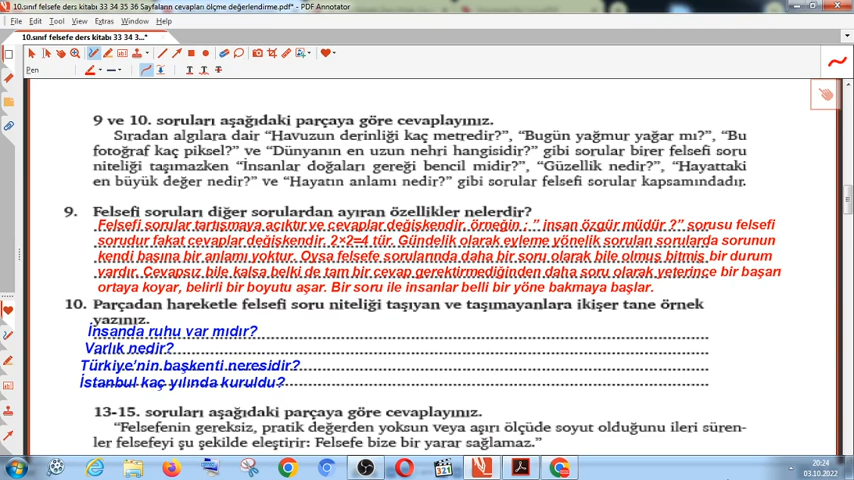 10.sınıf felsefe ders kitabı 33 34 35 36 Sayfaların cevapları ölçme değerlendirme.pdf* - PDF Annotator
File Edit Tool View Extras Window Help
10.sınıf felsefe ders kitabı 33 34 3...*
Pen
9 ve 10. soruları aşağıdaki parçaya göre cevaplayınız.
Sıradan algılara dair “Havuzun derinliği kaç metredir?”, “Bugün yağmur yağar mı?”, “Bu
fotoğraf kaç piksel?” ve “Dünyanın en uzun nehri hangisidir?” gibi sorular birer felsefi soru
niteliği taşımazken “İnsanlar doğaları gereği bencil midir?”, “Güzellik nedir?”, “Hayattaki
en büyük değer nedir?” ve “Hayatın anlamı nedir?” gibi sorular felsefi sorular kapsamındadır.
9. Felsefi soruları diğer sorulardan ayıran özellikler nelerdir?
Felsefi sorular tartışmaya açıktır ve cevaplar değişkendir, örneğin : ” insan özgür müdür ?” sorusu felsefi
sorudur fakat cevaplar değişkendir. 2×2=4 tür. Gündelik olarak eyleme yönelik sorulan sorularda sorunun
kendi başına bir anlamı yoktur. Oysa felsefe sorularında daha bir soru olarak bile olmuş bitmiş bir durum
vardır. Cevapsız bile kalsa belki de tam bir cevap gerektirmediğinden daha soru olarak yeterince bir başarı
ortaya koyar, belirli bir boyutu aşar. Bir soru ile insanlar belli bir yöne bakmaya başlar.
10. Parçadan hareketle felsefi soru niteliği taşıyan ve taşımayanlara ikişer tane örnek
yazınız.
İnsanda ruhu var mıdır?
Varlık nedir?
Türkiye'nin başkenti neresidir?
İstanbul kaç yılında kuruldu?
13-15. soruları aşağıdaki parçaya göre cevaplayınız.
“Felsefenin gereksiz, pratik değerden yoksun veya aşırı ölçüde soyut olduğunu ileri süren-
ler felsefeyi şu şekilde eleştirir: Felsefe bize bir yarar sağlamaz.”
321
20:24
03.10.2022